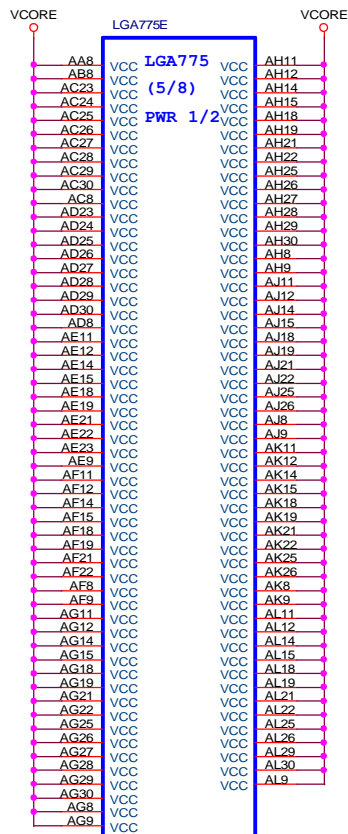 VCORE VCORE
LGA775E
AA8 VCC LGA775 VCC AH11
AB8 VCC (5/8) VCC AH12
AC23 VCC VCC AH14
AC24 VCC VCC AH15
AC25 VCC PWR 1/2 VCC AH18
AC26 VCC VCC AH19
AC27 VCC VCC AH21
AC28 VCC VCC AH22
AC29 VCC VCC AH25
AC30 VCC VCC AH26
AC8 VCC VCC AH27
AD23 VCC VCC AH28
AD24 VCC VCC AH29
AD25 VCC VCC AH30
AD26 VCC VCC AH8
AD27 VCC VCC AH9
AD28 VCC VCC AJ11
AD29 VCC VCC AJ12
AD30 VCC VCC AJ14
AD8 VCC VCC AJ15
AE11 VCC VCC AJ18
AE12 VCC VCC AJ19
AE14 VCC VCC AJ21
AE15 VCC VCC AJ22
AE18 VCC VCC AJ25
AE19 VCC VCC AJ26
AE21 VCC VCC AJ8
AE22 VCC VCC AJ9
AE23 VCC VCC AK11
AE9 VCC VCC AK12
AF11 VCC VCC AK14
AF12 VCC VCC AK15
AF14 VCC VCC AK18
AF15 VCC VCC AK19
AF18 VCC VCC AK21
AF19 VCC VCC AK22
AF21 VCC VCC AK25
AF22 VCC VCC AK26
AF8 VCC VCC AK8
AF9 VCC VCC AK9
AG11 VCC VCC AL11
AG12 VCC VCC AL12
AG14 VCC VCC AL14
AG15 VCC VCC AL15
AG18 VCC VCC AL18
AG19 VCC VCC AL19
AG21 VCC VCC AL21
AG22 VCC VCC AL22
AG25 VCC VCC AL25
AG26 VCC VCC AL26
AG27 VCC VCC AL29
AG28 VCC VCC AL30
AG29 VCC VCC AL9
AG30 VCC
AG8 VCC
AG9 VCC